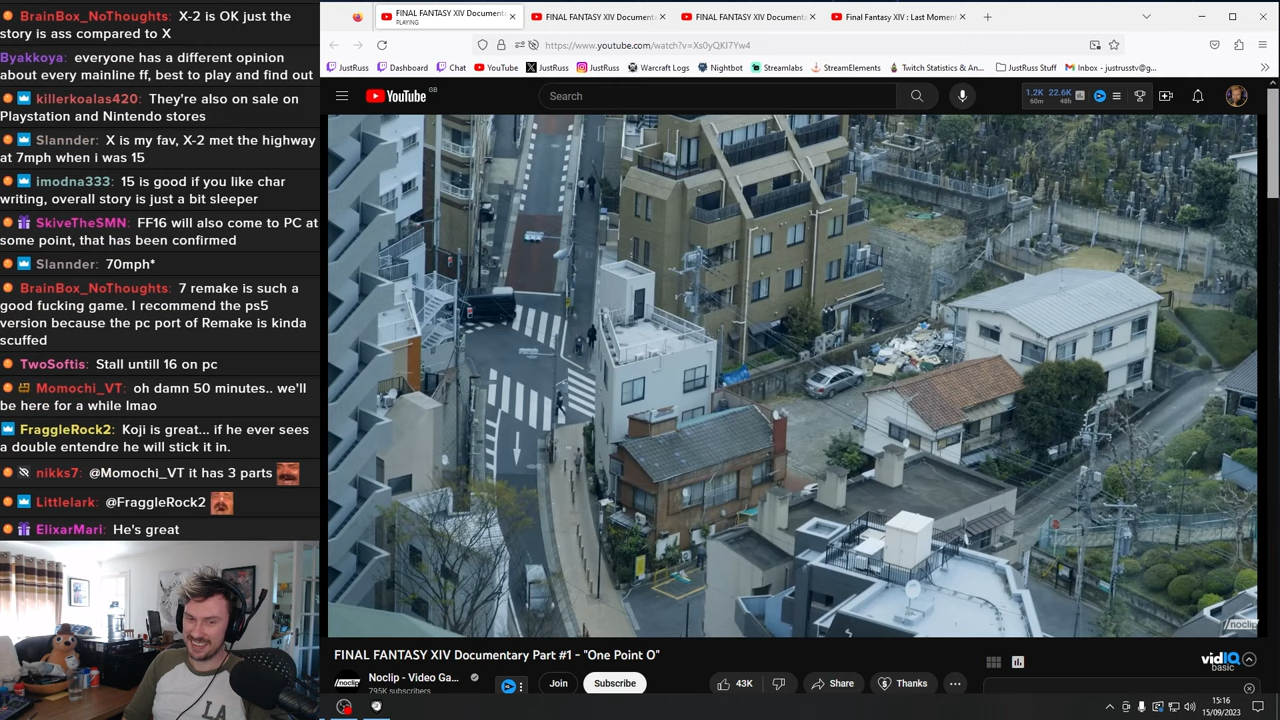 BrainBox_NoThoughts: X-2 is OK just the
story is ass compared to X
Byakkoya: everyone has a different opinion
about every mainline ff, best to play and find out
killerkoalas420: They're also on sale on
Playstation and Nintendo stores
Slannder: X is my fav, X-2 met the highway
at 7mph when i was 15
imodna333: 15 is good if you like char
writing, overall story is just a bit sleeper
SkiveTheSMN: FF16 will also come to PC at
some point, that has been confirmed
Slannder: 70mph*
BrainBox_NoThoughts: 7 remake is such a
good fucking game. I recommend the ps5
version because the pc port of Remake is kinda
scuffed
TwoSoftis: Stall untill 16 on pc
Momochi_VT: oh damn 50 minutes.. we'll
be here for a while lmao
FraggleRock2: Koji is great... if he ever sees
a double entendre he will stick it in.
nikks7: @Momochi_VT it has 3 parts
Littlelark: @FraggleRock2
ElixarMari: He's great
FINAL FANTASY XIV Documentary
PLAYING
FINAL FANTASY XIV Documenta
FINAL FANTASY XIV Documenta
Final Fantasy XIV : Last Moment
https://www.youtube.com/watch?v=Xs0yQKI7Yw4
JustRuss
Dashboard
Chat
YouTube
JustRuss
JustRuss
Warcraft Logs
Nightbot
Streamlabs
StreamElements
Twitch Statistics & An...
JustRuss Stuff
Inbox - justrusstv@g...
YouTube GB
Search
1.2K 22.6K
60m 48h
/noclip
FINAL FANTASY XIV Documentary Part #1 - "One Point O"
vidIQ
basic
/noclip
Noclip - Video Ga...
795K subscribers
Join
Subscribe
43K
Share
Thanks
15:16
15/09/2023
LA